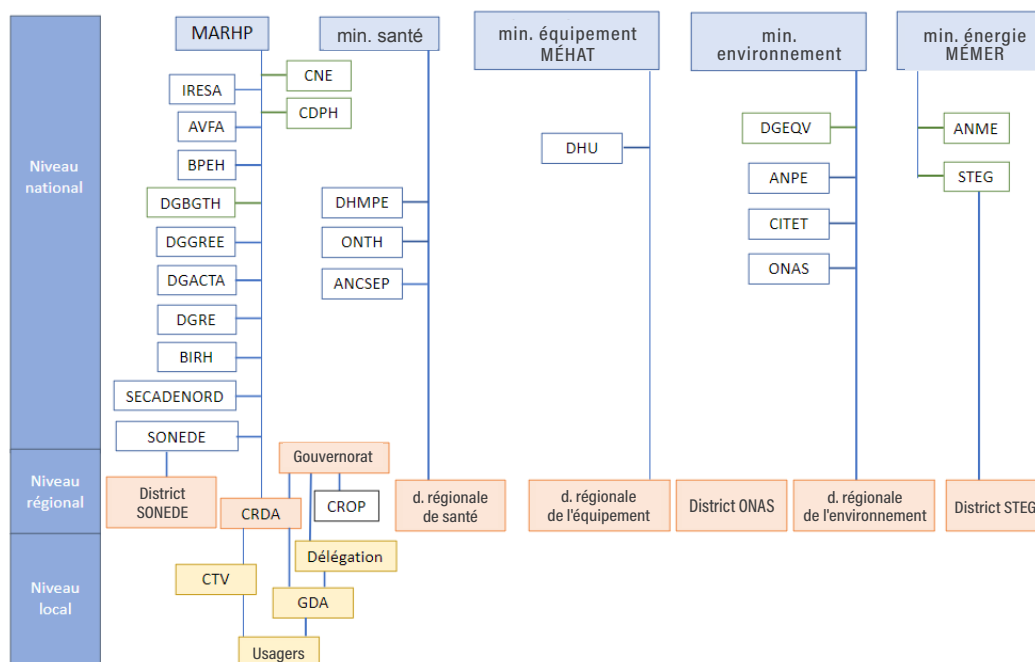 MARHP
min. santé
min. équipement
MÉHAT
min.
environnement
min. énergie
MÉMER
Niveau
national
CNE
IRESA
CDPH
AVFA
BPEH
DGBGTH
DGGREE
DGACTA
DGRE
BIRH
SECADENORD
SONEDE
DHMPE
ONTH
ANCSEP
DHU
DGEQV
ANPE
CITET
ONAS
ANME
STEG
Niveau
régional
District
SONEDE
Gouvernorat
CRDA
CROP
d. régionale
de santé
d. régionale
de l'équipement
District ONAS
d. régionale
de l'environnement
District STEG
Niveau
local
Délégation
CTV
GDA
Usagers